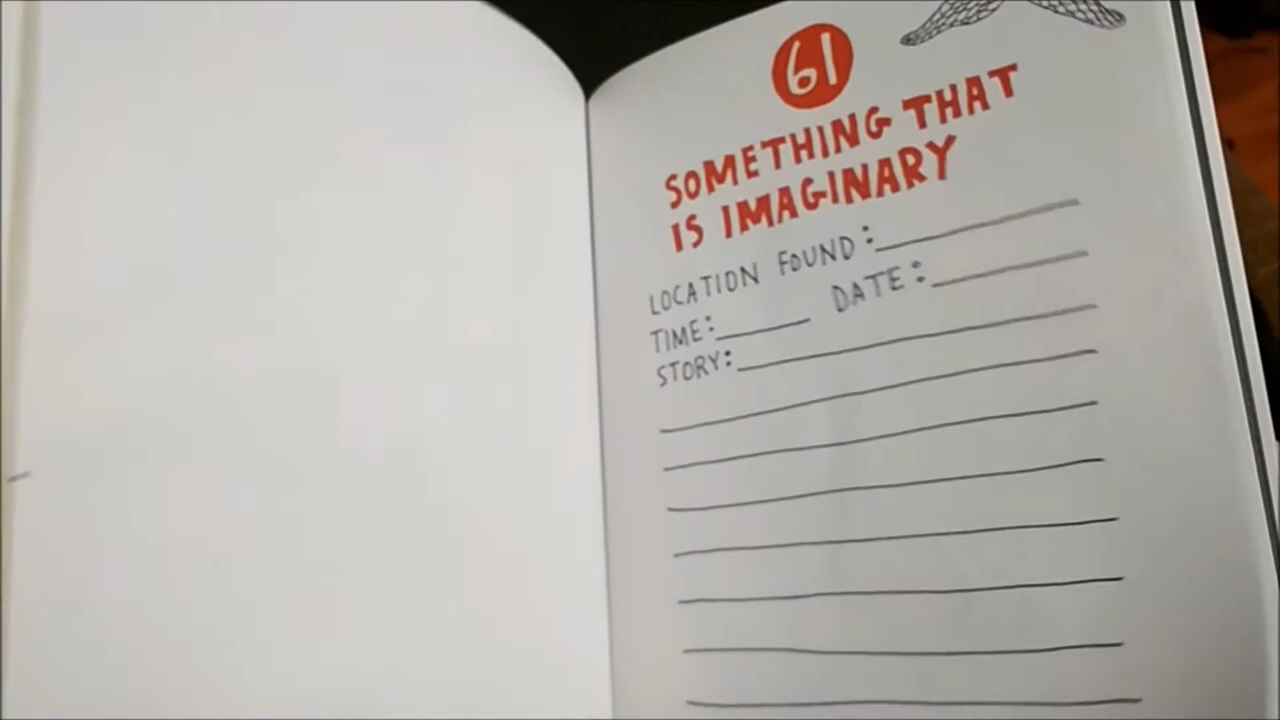 61
SOMETHING THAT
IS IMAGINARY
LOCATION FOUND:
TIME: DATE:
STORY: